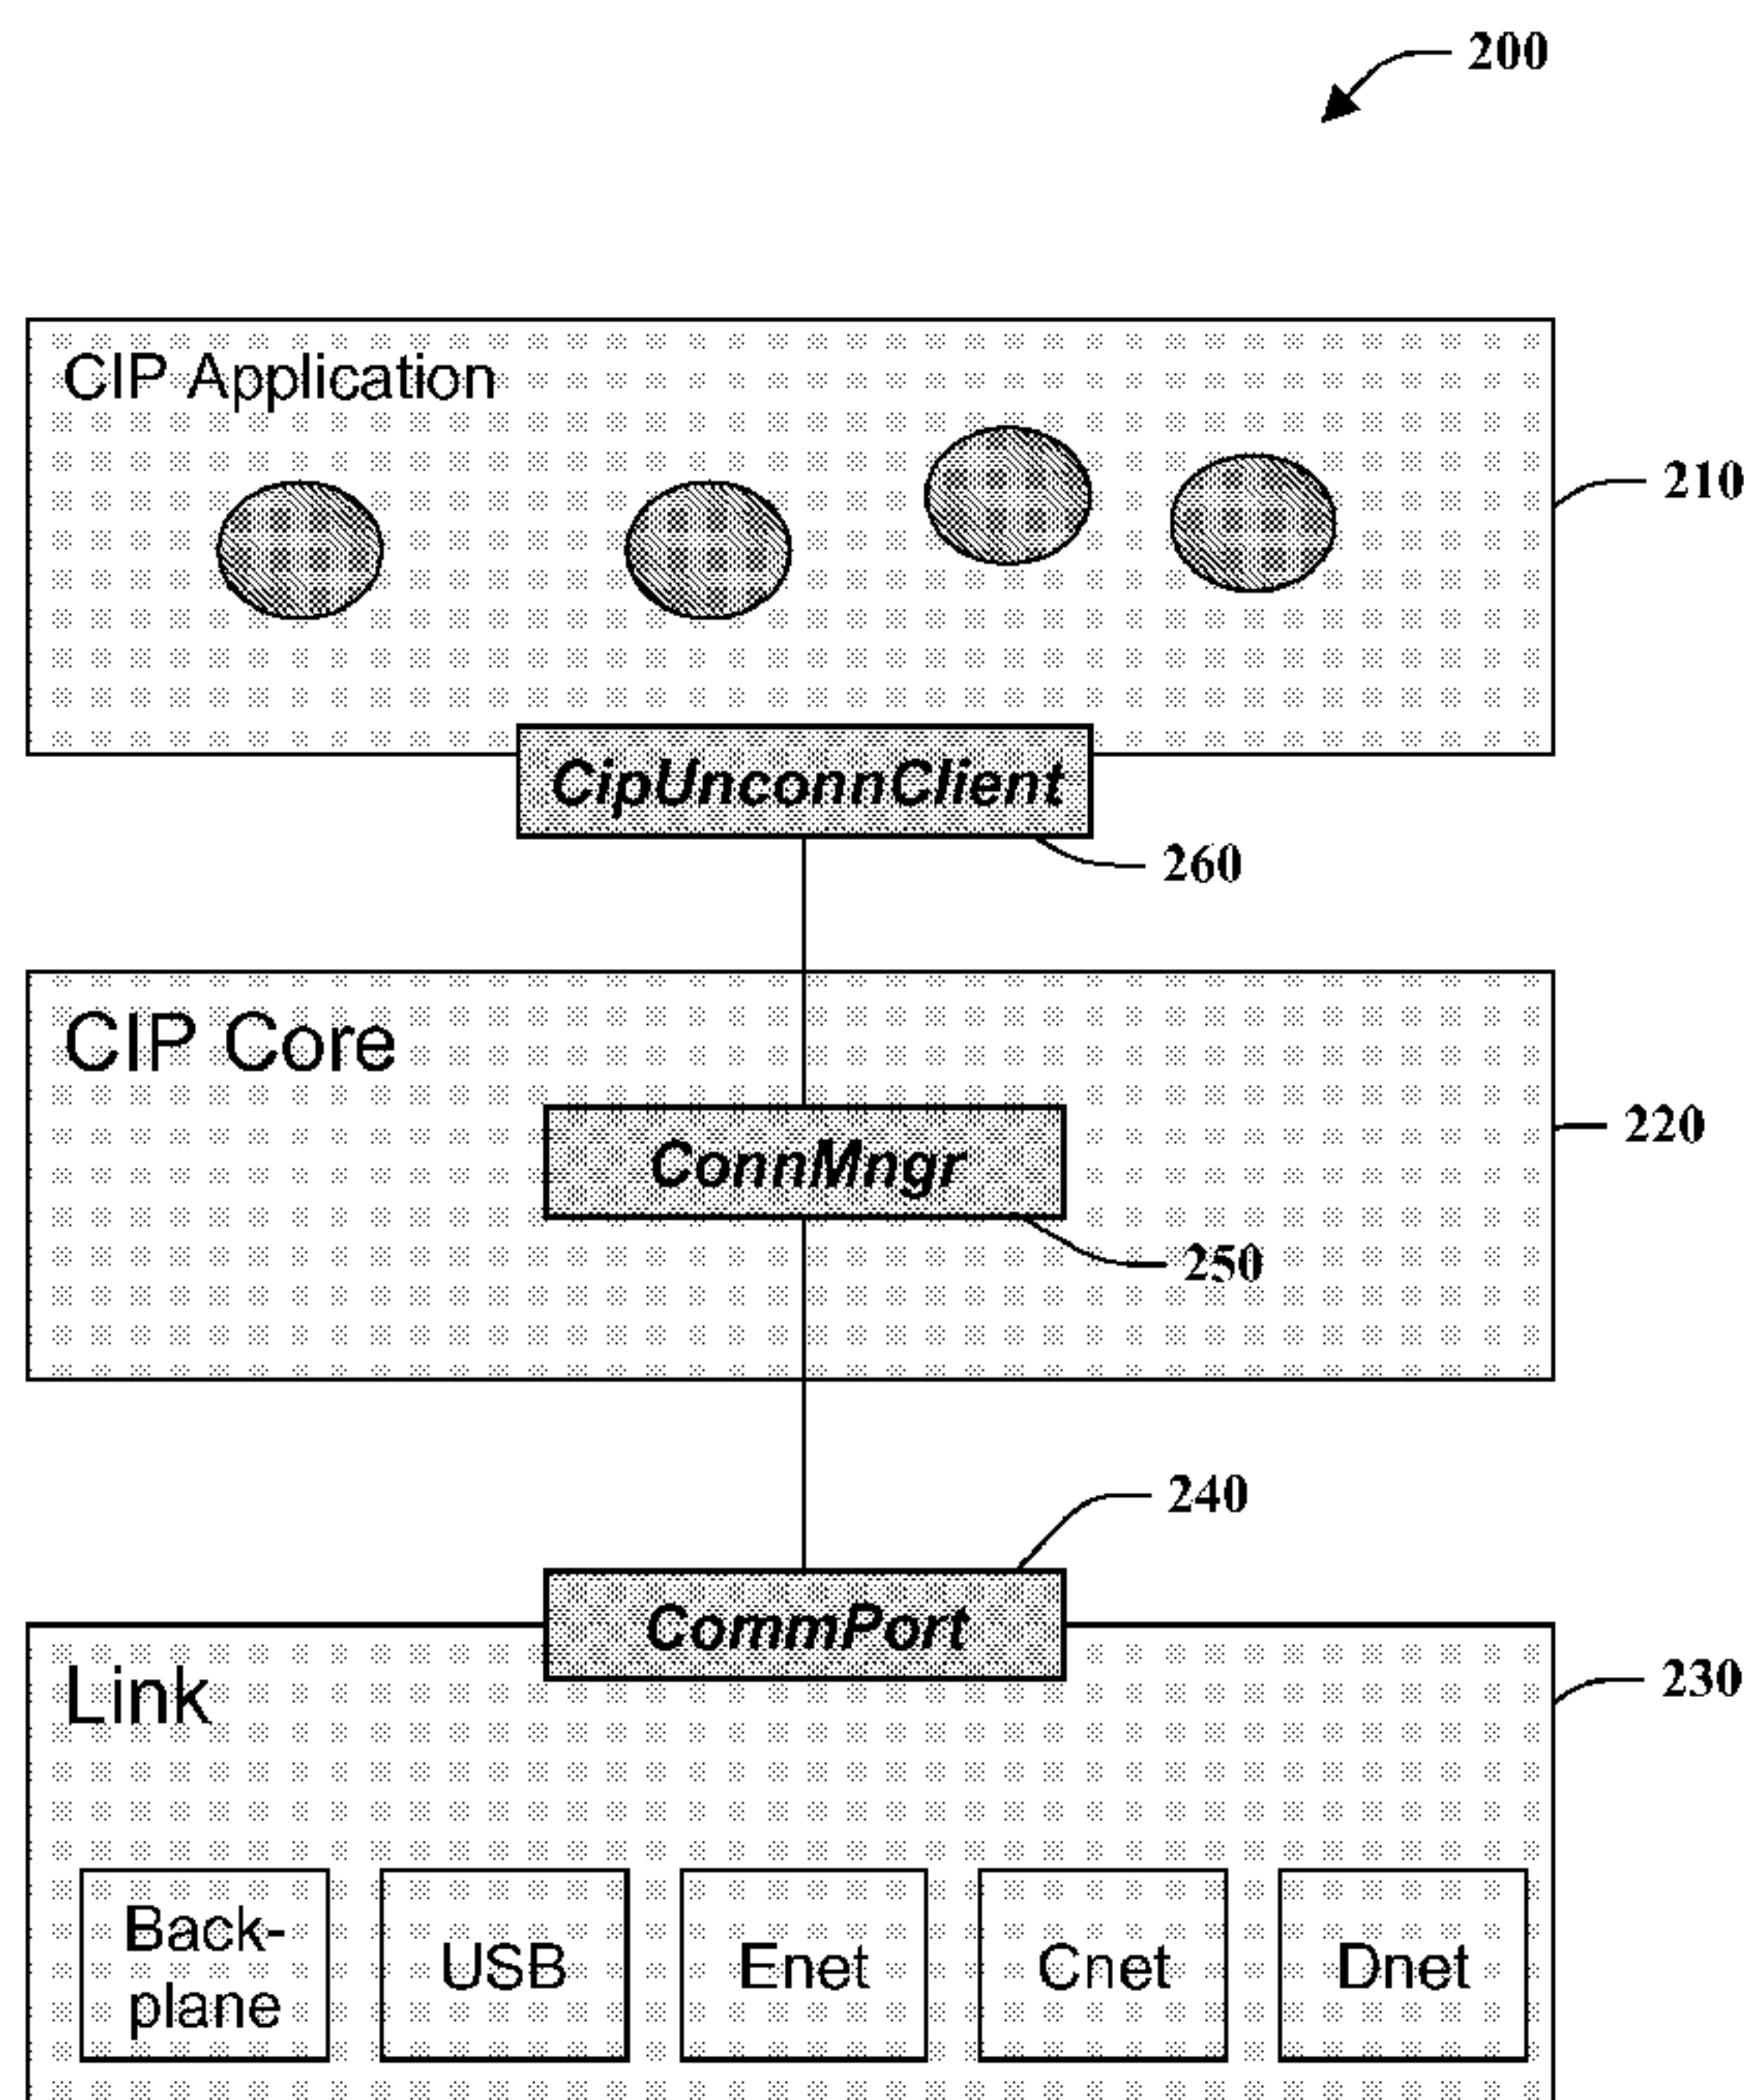 200
CIP Application
210
CipUnconnClient
260
CIP Core
220
ConnMngr
250
240
CommPort
Link
230
Back-
plane
USB
Enet
Cnet
Dnet